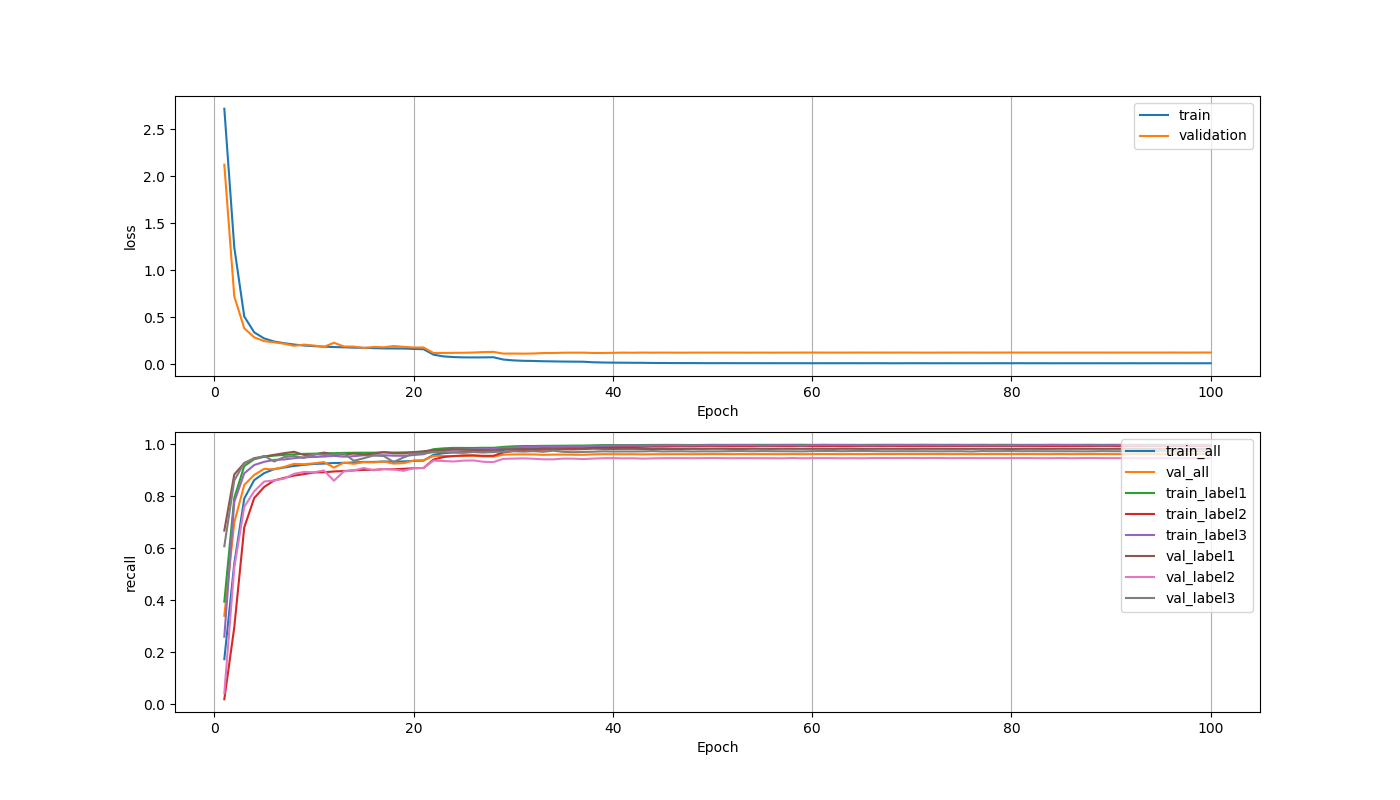 2.5
2.0
1.5
1.0
0.5
0.0
loss
train
validation
0 20 40 60 80 100
Epoch
1.0
0.8
0.6
0.4
0.2
0.0
recall
train_all
val_all
train_label1
train_label2
train_label3
val_label1
val_label2
val_label3
0 20 40 60 80 100
Epoch